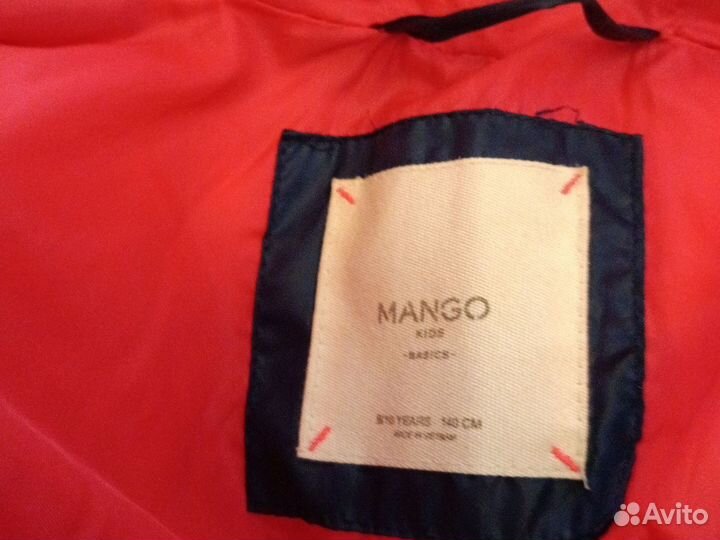 MANGO
KIDS
-BASICS-
9/10 YEARS 140 CM
MADE IN VIETNAM
Avito